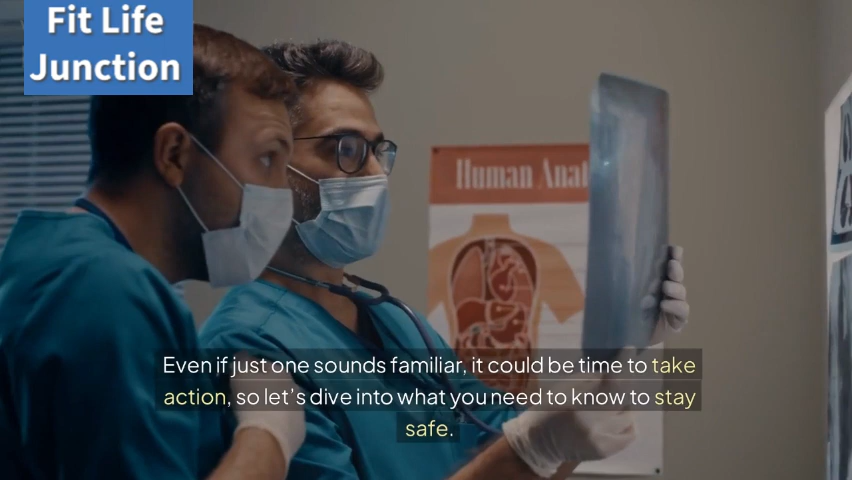 Fit Life
Junction
Human Anat
Even if just one sounds familiar, it could be time to take
action, so let's dive into what you need to know to stay
safe.